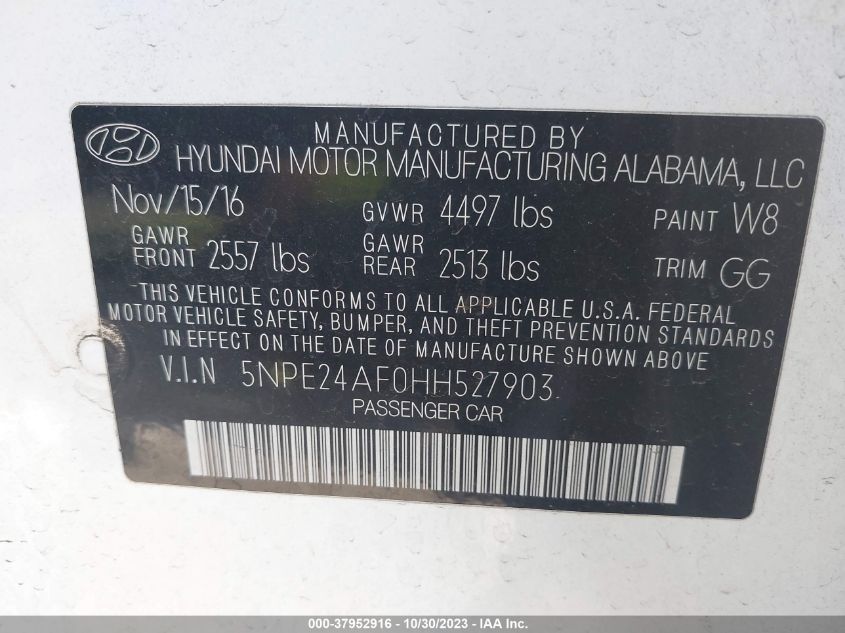 MANUFACTURED BY
HYUNDAI MOTOR MANUFACTURING ALABAMA, LLC
Nov/15/16 GVWR 4497 lbs PAINT W8
GAWR FRONT 2557 lbs GAWR REAR 2513 lbs TRIM GG
THIS VEHICLE CONFORMS TO ALL APPLICABLE U.S.A. FEDERAL
MOTOR VEHICLE SAFETY, BUMPER, AND THEFT PREVENTION STANDARDS
IN EFFECT ON THE DATE OF MANUFACTURE SHOWN ABOVE
V.I.N 5NPE24AF0HH527903
PASSENGER CAR
000-37952916 - 10/30/2023 - IAA Inc.